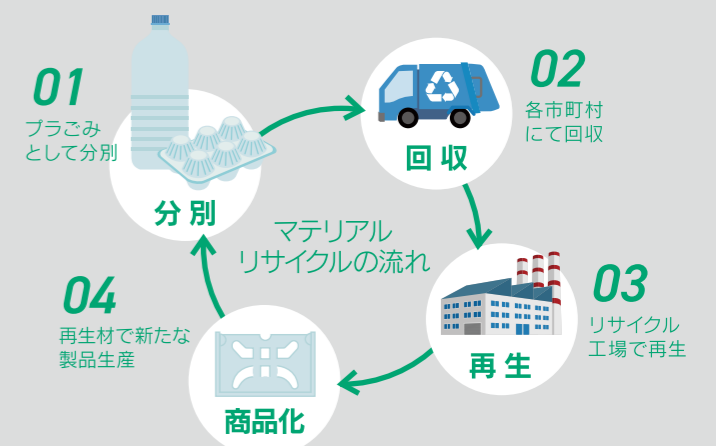 01
プラごみ
として分別
分別
02
各市町村
にて回収
回収
マテリアル
リサイクルの流れ
03
リサイクル
工場で再生
再生
04
再生材で新たな
製品生産
商品化